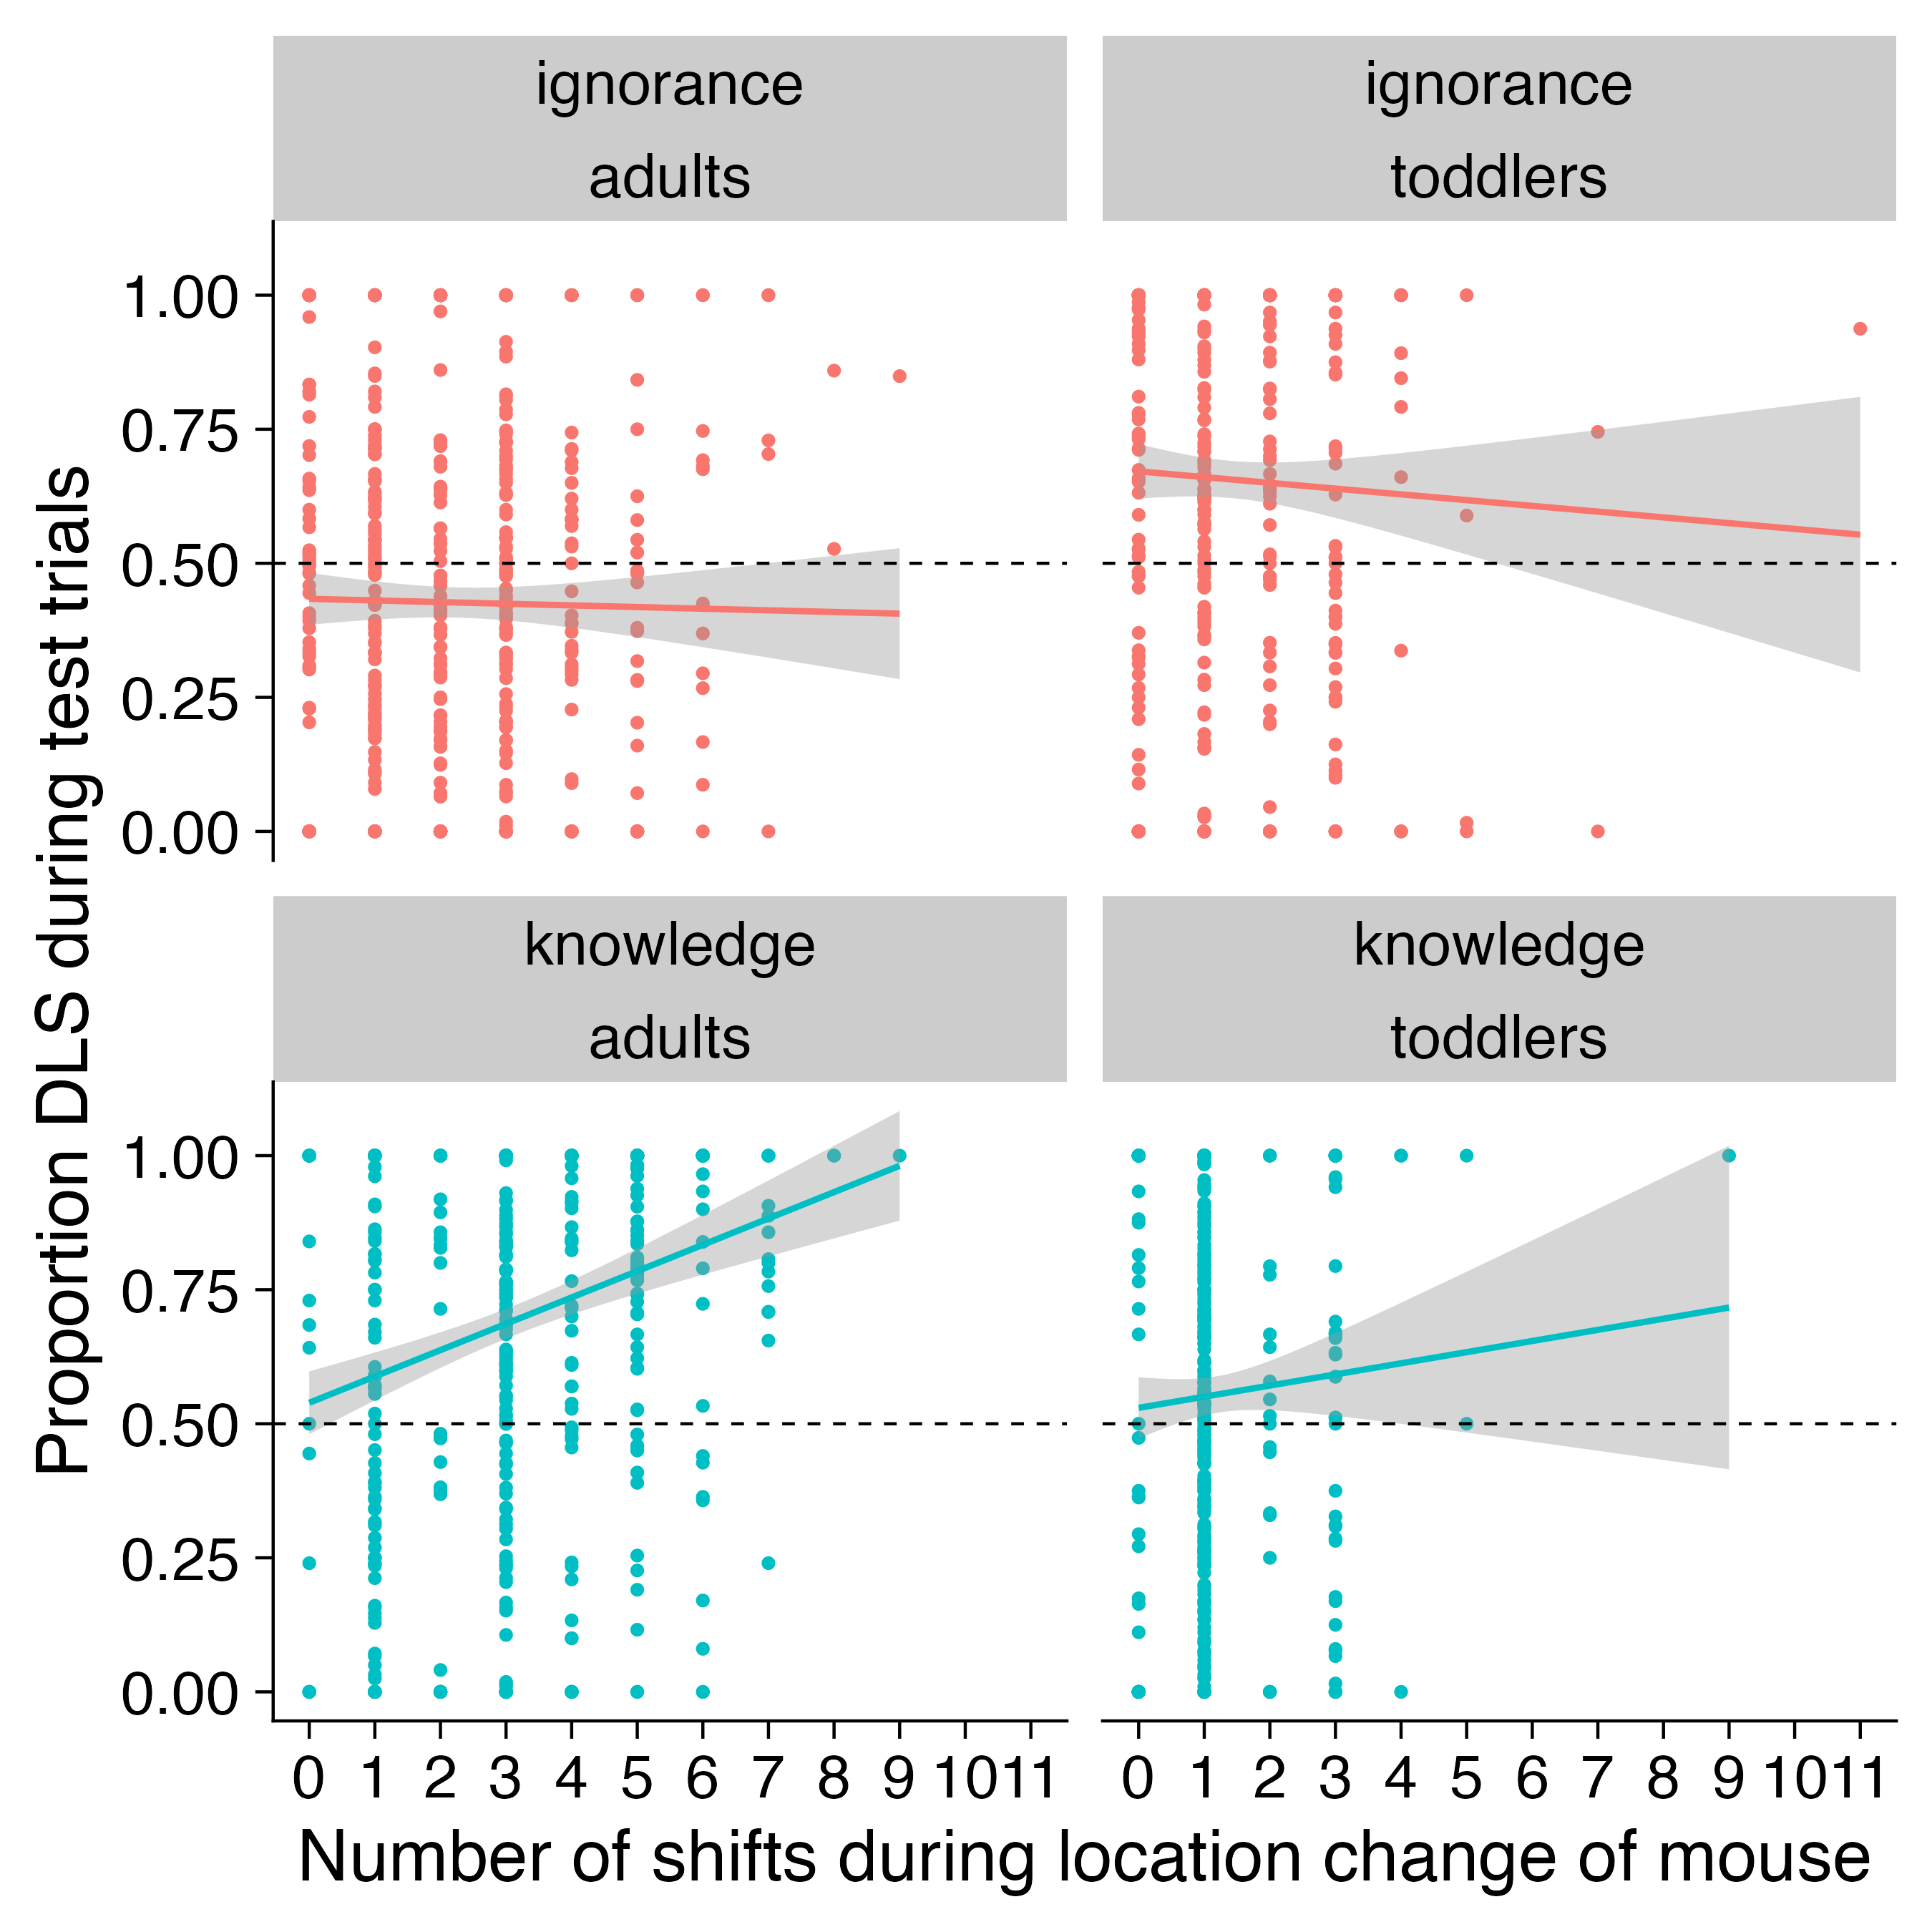 ignorance
adults
ignorance
toddlers
1.00
0.75
0.50
0.25
0.00
knowledge
adults
knowledge
toddlers
1.00
0.75
0.50
0.25
0.00
0 1 2 3 4 5 6 7 8 9 10 11
0 1 2 3 4 5 6 7 8 9 10 11
Number of shifts during location change of mouse
Proportion DLS during test trials